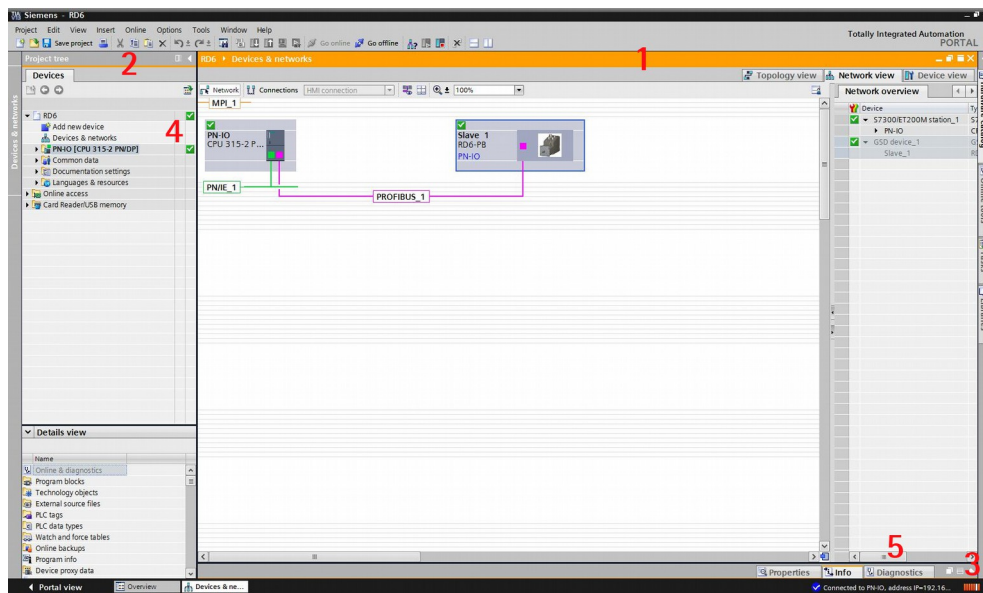 Siemens - RD6
Project Edit View Insert Online Options Tools Window Help
Totally Integrated Automation
PORTAL
Save project Go online Go offline
Project tree
RD6 Devices & networks
1
2
Devices
Topology view Network view Device view
Network Connections HMI connection 100%
Network overview
MPI_1
Device
RD6
Add new device
Devices & networks
PN-IO [CPU 315-2 PN/DP]
Common data
Documentation settings
Languages & resources
Online access
Card Reader/USB memory
4
Devices & networks
PN-IO
CPU 315-2 P...
Slave_1
RD6-PB
PN-IO
PN/IE_1
PROFIBUS_1
S7300/ET200M station_1
PN-IO
GSD device_1
Slave_1
Details view
Name
Online & diagnostics
Program blocks
Technology objects
External source files
PLC tags
PLC data types
Watch and force tables
Online backups
Program info
Device proxy data
5
3
Properties Info Diagnostics
Portal view Overview Devices & ne...
Connected to PN-IO, address IP=192.16...